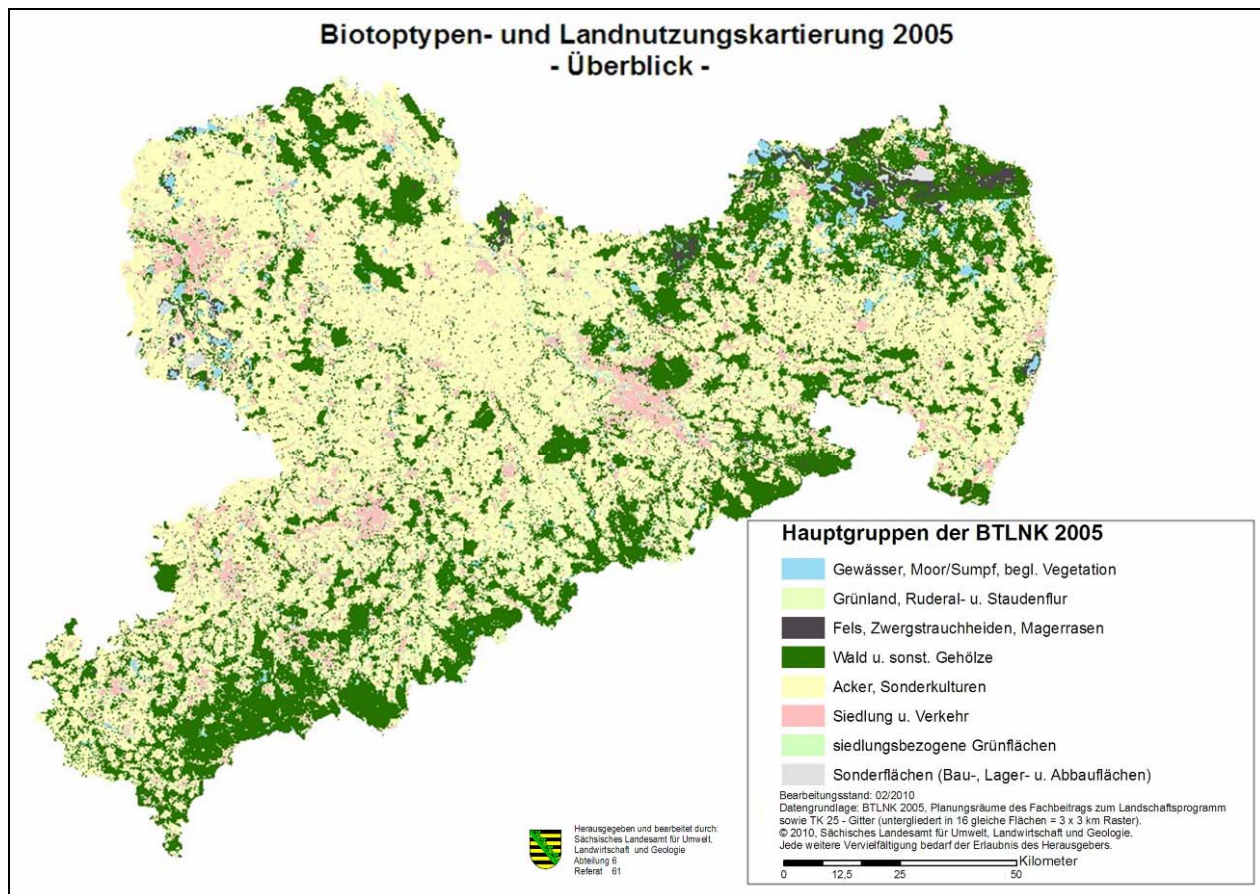 Biotoptypen- und Landnutzungskartierung 2005
- Überblick -
Hauptgruppen der BTLNK 2005
Gewässer, Moor/Sumpf, begl. Vegetation
Grünland, Ruderal- u. Staudenflur
Fels, Zwergstrauchheiden, Magerrasen
Wald u. sonst. Gehölze
Acker, Sonderkulturen
Siedlung u. Verkehr
siedlungsbezogene Grünflächen
Sonderflächen (Bau-, Lager- u. Abbauflächen)
Bearbeitungsstand: 02/2010
Datengrundlage: BTLNK 2005, Planungsräume des Fachbeitrags zum Landschaftsprogramm
sowie TK 25 - Gitter (untergliedert in 16 gleiche Flächen = 3 x 3 km Raster).
© 2010, Sächisches Landesamt für Umwelt, Landwirtschaft und Geologie.
Jede weitere Vervielfältigung bedarf der Erlaubnis des Herausgebers.
Kilometer
0 12,5 25 50
Herausgegeben und bearbeitet durch:
Sächsisches Landesamt für Umwelt,
Landwirtschaft und Geologie
Abteilung 6
Referat 61